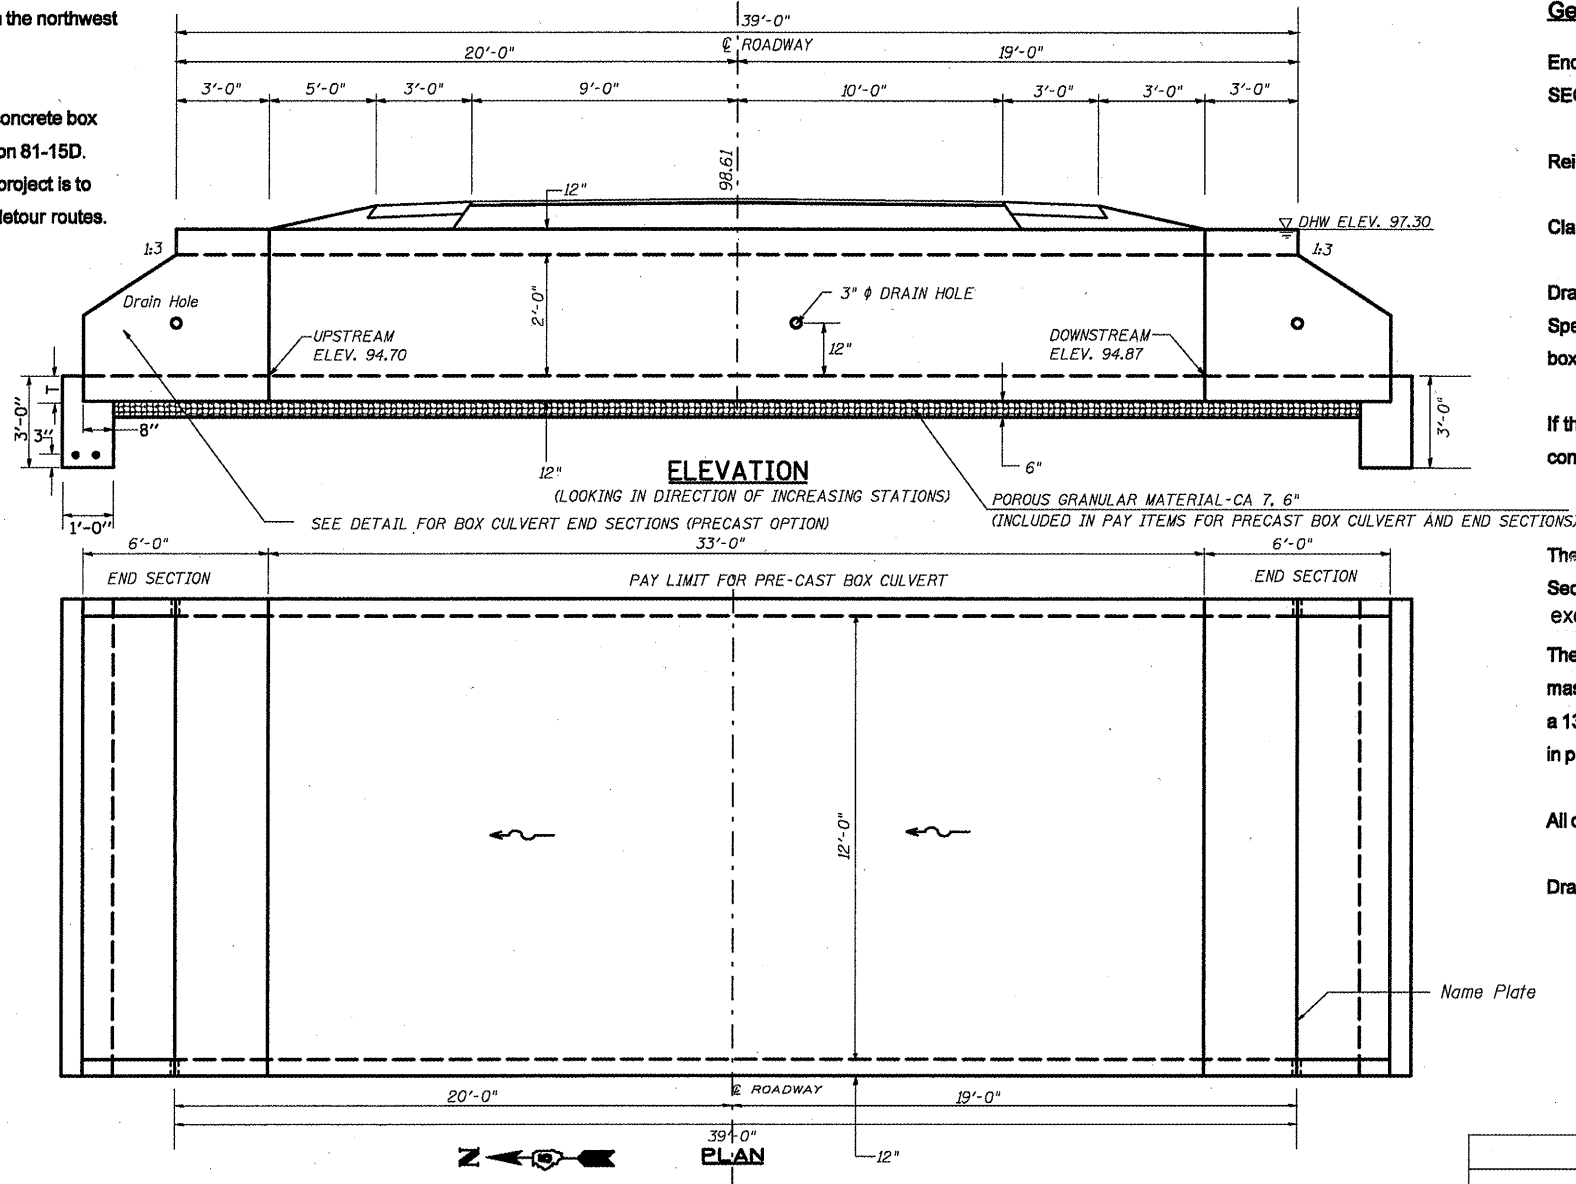 n the northwest
concrete box
on 81-15D.
project is to
detour routes.
39'-0"
℄ ROADWAY
20'-0"
19'-0"
3'-0"
5'-0"
3'-0"
9'-0"
10'-0"
3'-0"
3'-0"
3'-0"
98.61
12"
DHW ELEV. 97.30
1:3
1:3
Drain Hole
2'-0"
3" ϕ DRAIN HOLE
12"
UPSTREAM
ELEV. 94.70
DOWNSTREAM
ELEV. 94.87
T
3'-0"
3"
8"
1'-0"
12"
6"
3'-0"
ELEVATION
(LOOKING IN DIRECTION OF INCREASING STATIONS)
SEE DETAIL FOR BOX CULVERT END SECTIONS (PRECAST OPTION)
POROUS GRANULAR MATERIAL-CA 7, 6"
(INCLUDED IN PAY ITEMS FOR PRECAST BOX CULVERT AND END SECTIONS)
6'-0"
33'-0"
6'-0"
END SECTION
PAY LIMIT FOR PRE-CAST BOX CULVERT
END SECTION
12'-0"
Name Plate
℄ ROADWAY
20'-0"
19'-0"
39'-0"
12"
N
PLAN
Ge
End
SEC
Rei
Cla
Dra
Spe
box
If th
con
The
Sec
exc
The
mas
a 13
in p
All c
Dra